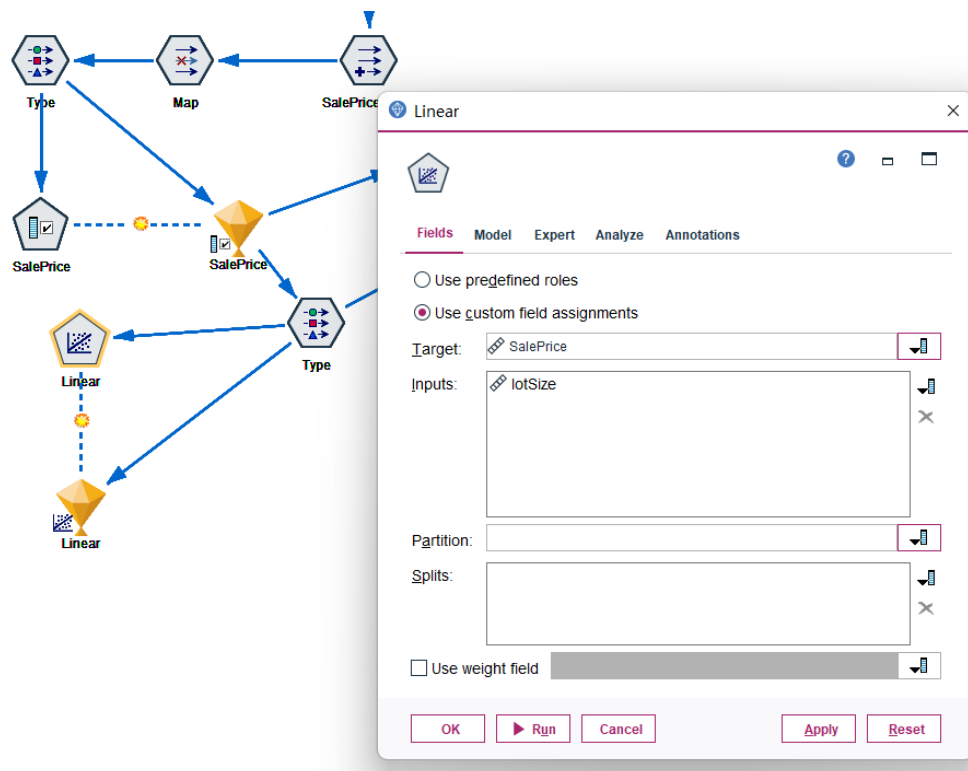 Type
Map
SalePrice
SalePrice
SalePrice
Type
Linear
Linear
Linear
Fields Model Expert Analyze Annotations
Use predefined roles
Use custom field assignments
Target: SalePrice
Inputs: lotSize
Partition:
Splits:
Use weight field
OK Run Cancel Apply Reset